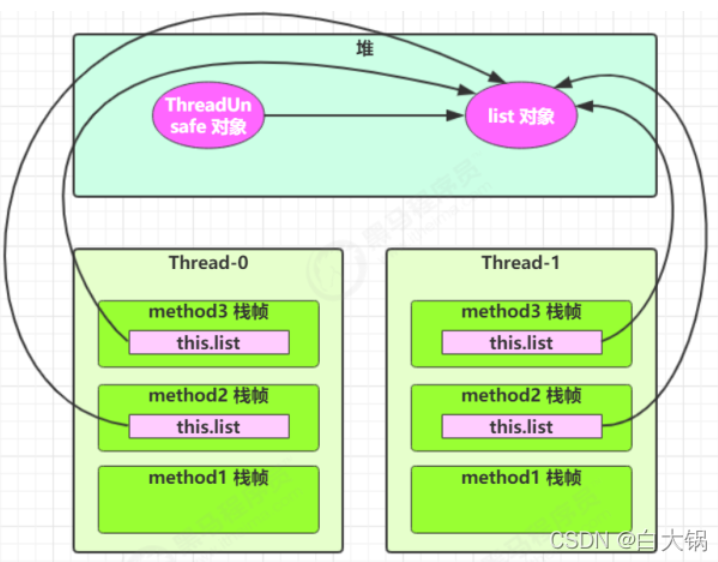 堆
ThreadUn
safe 对象
list 对象
Thread-0
method3 栈帧
this.list
method2 栈帧
this.list
method1 栈帧
Thread-1
method3 栈帧
this.list
method2 栈帧
this.list
method1 栈帧
CSDN @白大锅